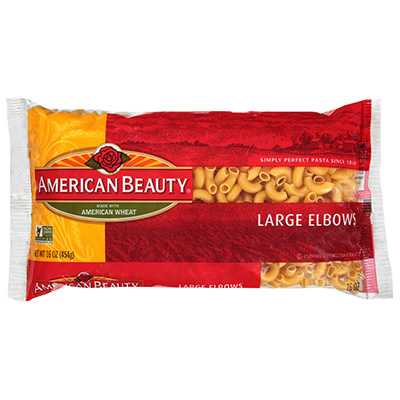 SIMPLY PERFECT PASTA SINCE
AMERICAN BEAUTY®
MADE WITH
AMERICAN WHEAT
LARGE ELBOWS
NET WT 16 OZ (454g)
LARGE ELBOWS
16 OZ
AMERICAN BEAUTY